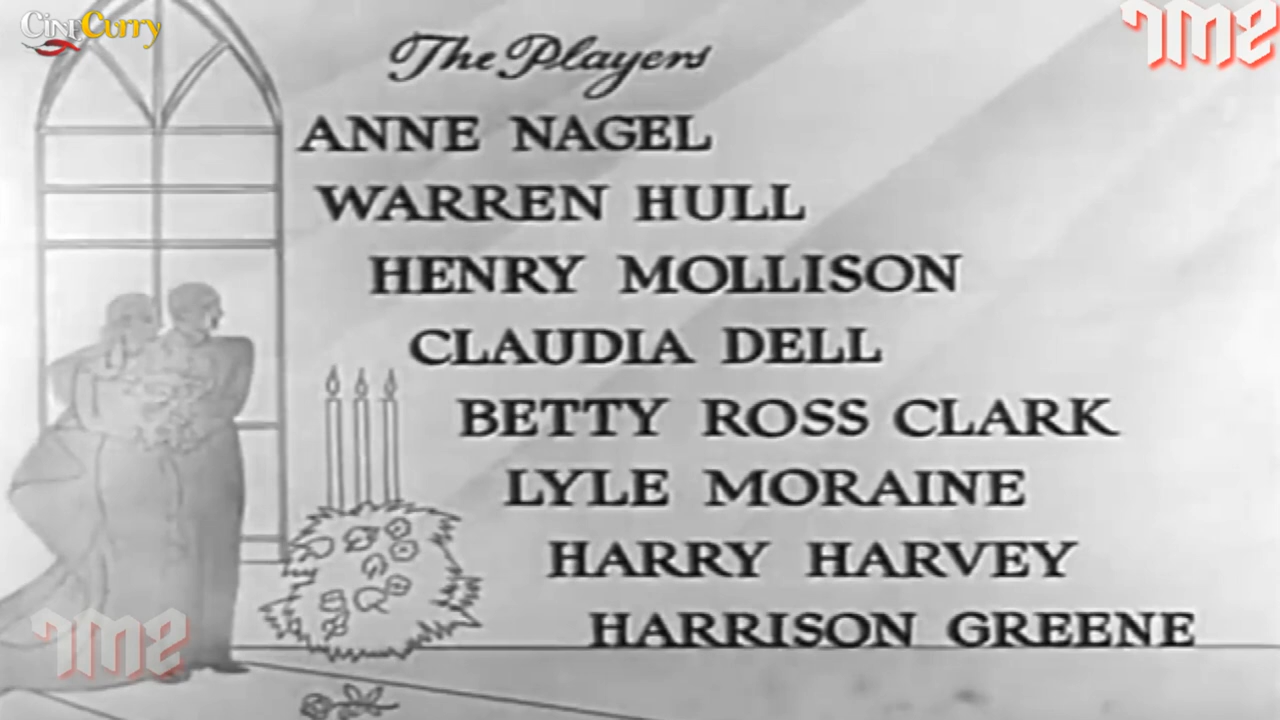 CineCurry
The Players
ANNE NAGEL
WARREN HULL
HENRY MOLLISON
CLAUDIA DELL
BETTY ROSS CLARK
LYLE MORAINE
HARRY HARVEY
HARRISON GREENE